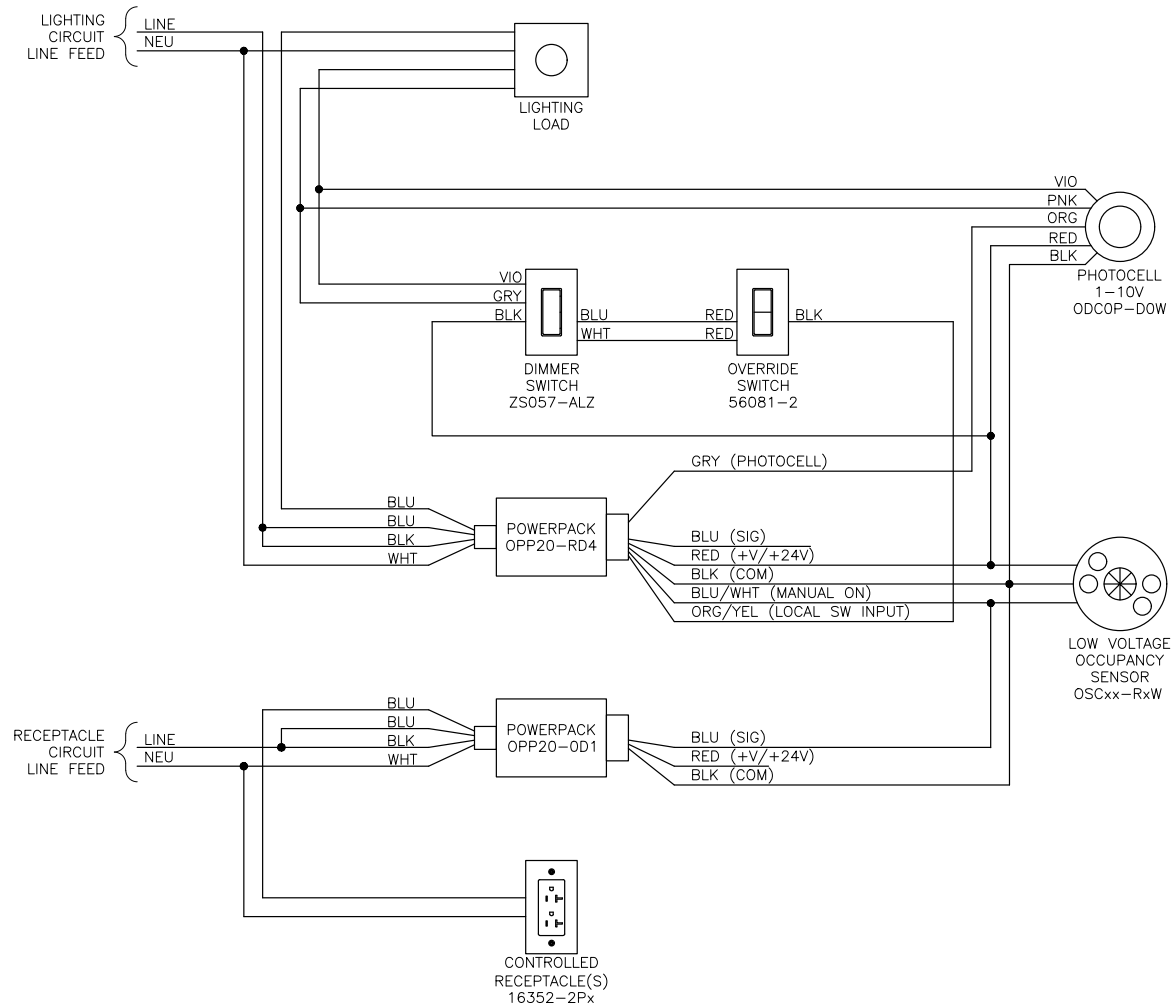 LIGHTING
CIRCUIT
LINE FEED
LINE
NEU
LIGHTING
LOAD
VIO
PNK
ORG
RED
BLK
PHOTOCELL
1-10V
ODC0P-D0W
VIO
GRY
BLK
BLU
WHT
RED
RED
BLK
DIMMER
SWITCH
ZS057-ALZ
OVERRIDE
SWITCH
56081-2
GRY (PHOTOCELL)
BLU
BLU
BLK
WHT
POWERPACK
OPP20-RD4
BLU (SIG)
RED (+V/+24V)
BLK (COM)
BLU/WHT (MANUAL ON)
ORG/YEL (LOCAL SW INPUT)
LOW VOLTAGE
OCCUPANCY
SENSOR
OSCxx-RxW
RECEPTACLE
CIRCUIT
LINE FEED
LINE
NEU
BLU
BLU
BLK
WHT
POWERPACK
OPP20-0D1
BLU (SIG)
RED (+V/+24V)
BLK (COM)
CONTROLLED
RECEPTACLE(S)
16352-2Px